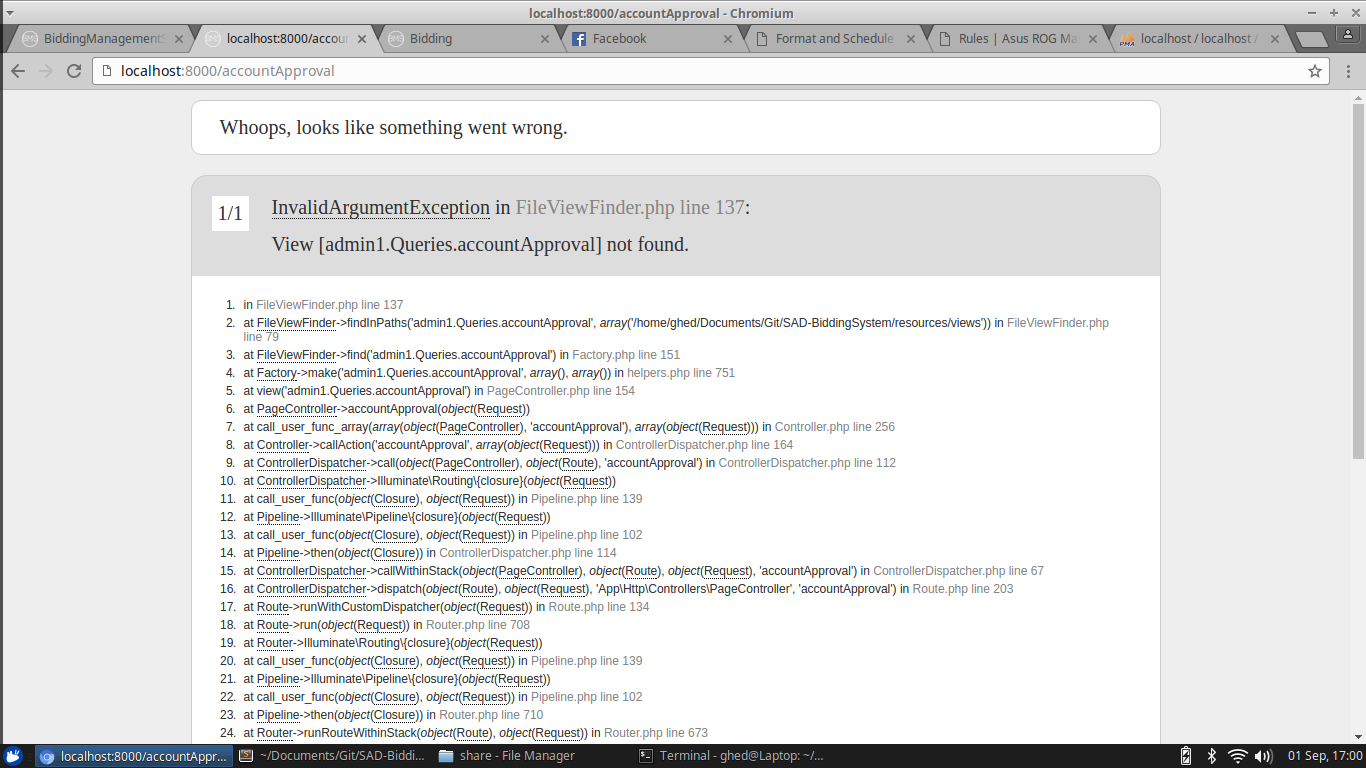 localhost:8000/accountApproval - Chromium
BiddingManagementS
localhost:8000/accour
Bidding
Facebook
Format and Schedule
Rules | Asus ROG Ma
localhost / localhost /
localhost:8000/accountApproval
Whoops, looks like something went wrong.
1/1
InvalidArgumentException in FileViewFinder.php line 137:
View [admin1.Queries.accountApproval] not found.
1. in FileViewFinder.php line 137
2. at FileViewFinder->findInPaths('admin1.Queries.accountApproval', array('/home/ghed/Documents/Git/SAD-BiddingSystem/resources/views')) in FileViewFinder.php
line 79
3. at FileViewFinder->find('admin1.Queries.accountApproval') in Factory.php line 151
4. at Factory->make('admin1.Queries.accountApproval', array(), array()) in helpers.php line 751
5. at view('admin1.Queries.accountApproval') in PageController.php line 154
6. at PageController->accountApproval(object(Request))
7. at call_user_func_array(array(object(PageController), 'accountApproval'), array(object(Request))) in Controller.php line 256
8. at Controller->callAction('accountApproval', array(object(Request))) in ControllerDispatcher.php line 164
9. at ControllerDispatcher->call(object(PageController), object(Route), 'accountApproval') in ControllerDispatcher.php line 112
10. at ControllerDispatcher->Illuminate\Routing\{closure}(object(Request))
11. at call_user_func(object(Closure), object(Request)) in Pipeline.php line 139
12. at Pipeline->Illuminate\Pipeline\{closure}(object(Request))
13. at call_user_func(object(Closure), object(Request)) in Pipeline.php line 102
14. at Pipeline->then(object(Closure)) in ControllerDispatcher.php line 114
15. at ControllerDispatcher->callWithinStack(object(PageController), object(Route), object(Request), 'accountApproval') in ControllerDispatcher.php line 67
16. at ControllerDispatcher->dispatch(object(Route), object(Request), 'App\Http\Controllers\PageController', 'accountApproval') in Route.php line 203
17. at Route->runWithCustomDispatcher(object(Request)) in Route.php line 134
18. at Route->run(object(Request)) in Router.php line 708
19. at Router->Illuminate\Routing\{closure}(object(Request))
20. at call_user_func(object(Closure), object(Request)) in Pipeline.php line 139
21. at Pipeline->Illuminate\Pipeline\{closure}(object(Request))
22. at call_user_func(object(Closure), object(Request)) in Pipeline.php line 102
23. at Pipeline->then(object(Closure)) in Router.php line 710
24. at Router->runRouteWithinStack(object(Route), object(Request)) in Router.php line 673
localhost:8000/accountAppr...
~/Documents/Git/SAD-Biddi...
share - File Manager
Terminal - ghed@Laptop: ~/...
01 Sep, 17:00